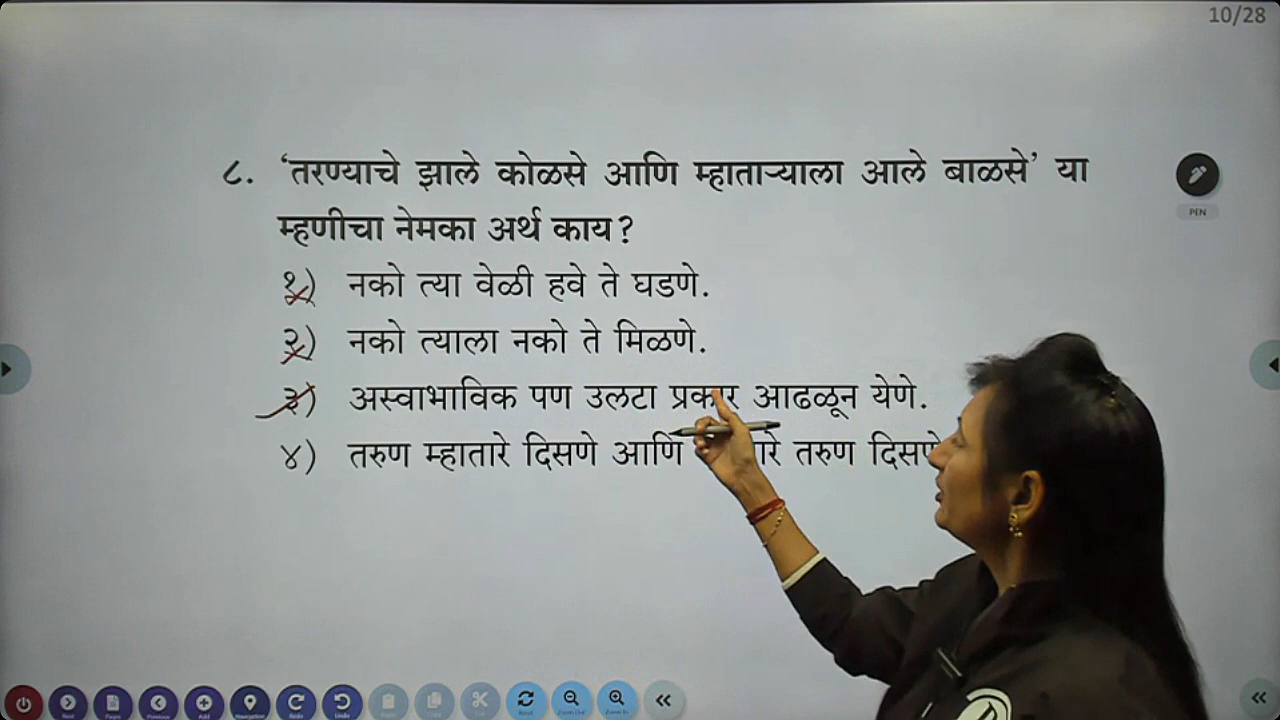 10/28
८. ‘तरण्याचे झाले कोळसे आणि म्हाताऱ्याला आले बाळसे’ या
म्हणीचा नेमका अर्थ काय?
१) नको त्या वेळी हवे ते घडणे.
२) नको त्याला नको ते मिळणे.
३) अस्वाभाविक पण उलटा प्रकार आढळून येणे.
४) तरुण म्हातारे दिसणे आणि तरुण
PEN